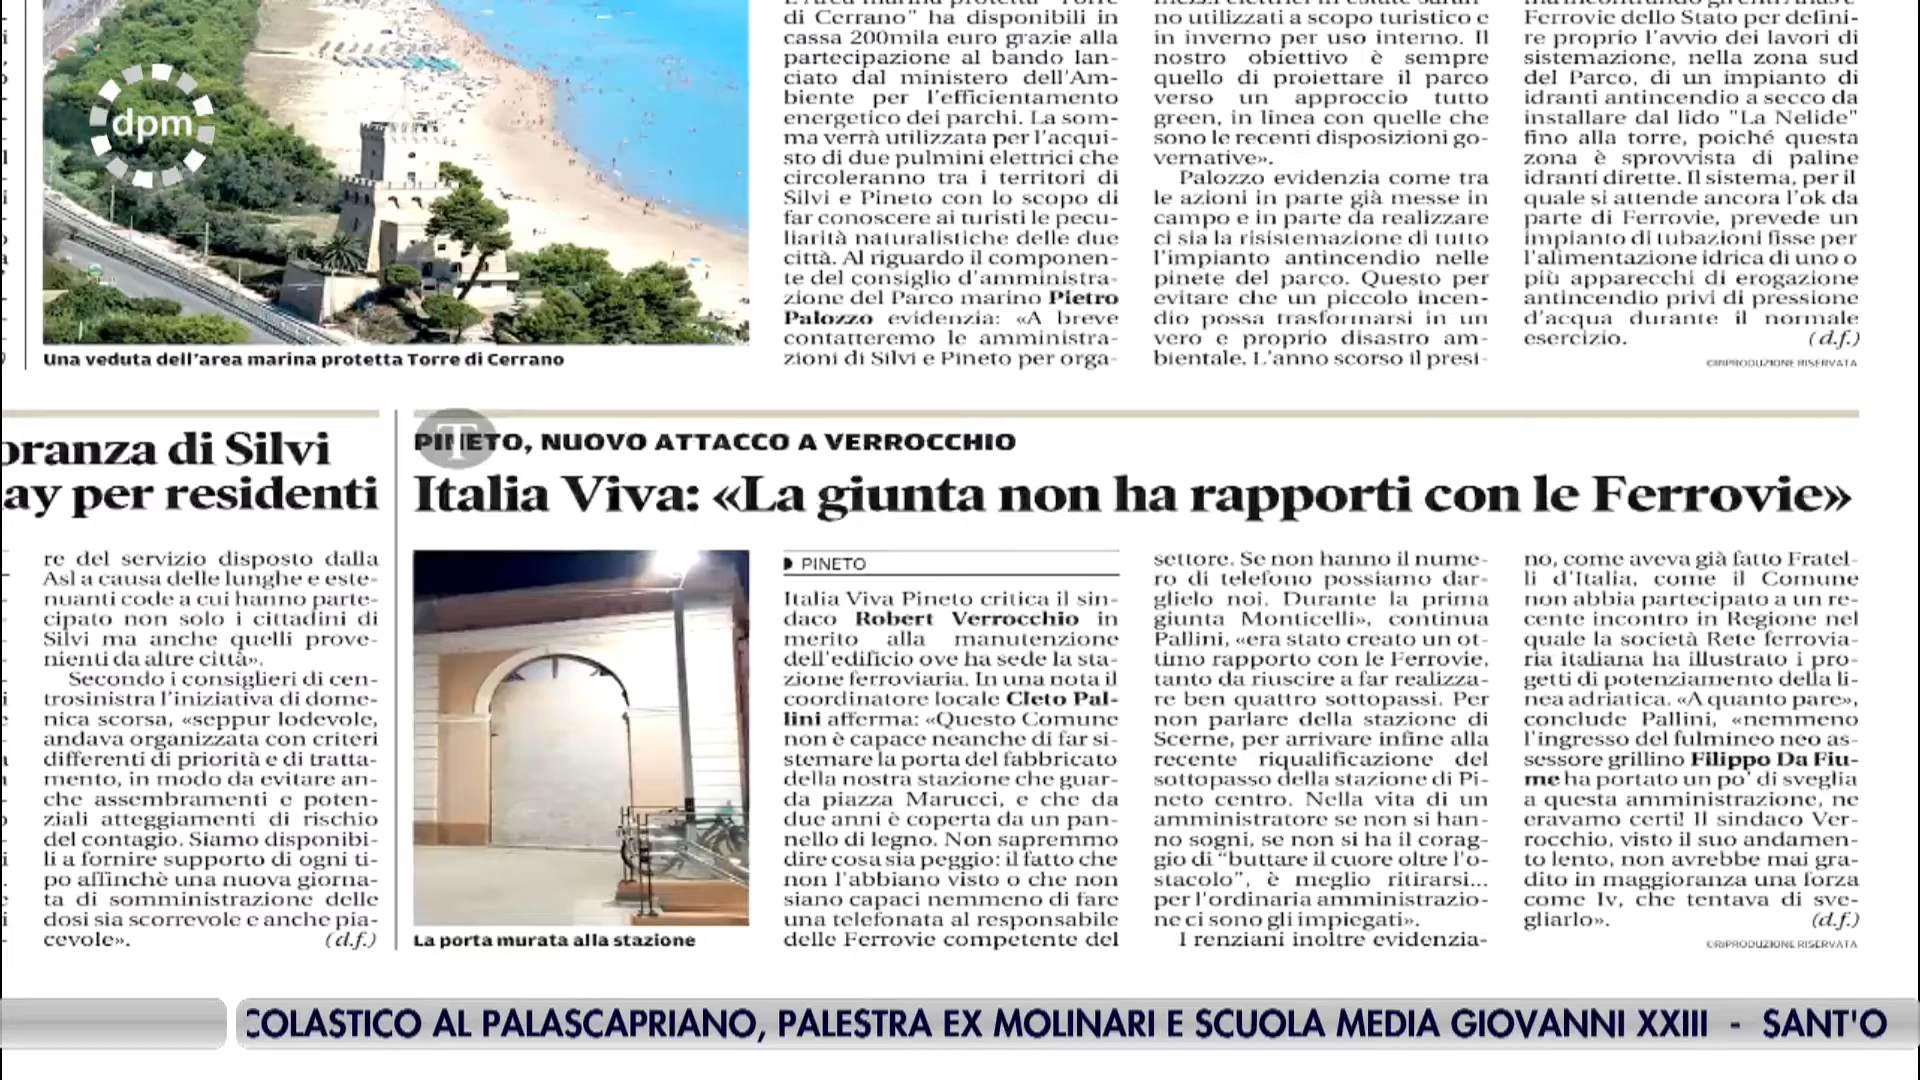 dpm
Una veduta dell'area marina protetta Torre di Cerrano
di Cerrano" ha disponibili in
cassa 200mila euro grazie alla
partecipazione al bando lan-
ciato dal ministero dell'Am-
biente per l'efficientamento
energetico dei parchi. La som-
ma verrà utilizzata per l'acqui-
sto di due pulmini elettrici che
circoleranno tra i territori di
Silvi e Pineto con lo scopo di
far conoscere ai turisti le pecu-
liarità naturalistiche delle due
città. Al riguardo il componen-
te del consiglio d'amministra-
zione del Parco marino Pietro
Palozzo evidenzia: «A breve
contatteremo le amministra-
zioni di Silvi e Pineto per orga-
no utilizzati a scopo turistico e
in inverno per uso interno. Il
nostro obiettivo è sempre
quello di proiettare il parco
verso un approccio tutto
green, in linea con quelle che
sono le recenti disposizioni go-
vernative».
Palozzo evidenzia come tra
le azioni in parte già messe in
campo e in parte da realizzare
ci sia la risistemazione di tutto
l'impianto antincendio nelle
pinete del parco. Questo per
evitare che un piccolo incen-
dio possa trasformarsi in un
vero e proprio disastro am-
bientale. L'anno scorso il presi-
Ferrovie dello Stato per defini-
re proprio l'avvio dei lavori di
sistemazione, nella zona sud
del Parco, di un impianto di
idranti antincendio a secco da
installare dal lido "La Nelide"
fino alla torre, poiché questa
zona è sprovvista di paline
idranti dirette. Il sistema, per il
quale si attende ancora l'ok da
parte di Ferrovie, prevede un
impianto di tubazioni fisse per
l'alimentazione idrica di uno o
più apparecchi di erogazione
antincendio privi di pressione
d'acqua durante il normale
esercizio. (d.f.)
©RIPRODUZIONE RISERVATA
oranza di Silvi
ay per residenti
re del servizio disposto dalla
Asl a causa delle lunghe e este-
nuanti code a cui hanno parte-
cipato non solo i cittadini di
Silvi ma anche quelli prove-
nienti da altre città».
Secondo i consiglieri di cen-
trosinistra l'iniziativa di dome-
nica scorsa, «seppur lodevole,
andava organizzata con criteri
differenti di priorità e di tratta-
mento, in modo da evitare an-
che assembramenti e poten-
ziali atteggiamenti di rischio
del contagio. Siamo disponibi-
li a fornire supporto di ogni ti-
po affinchè una nuova giorna-
ta di somministrazione delle
dosi sia scorrevole e anche pia-
cevole». (d.f.)
PINETO, NUOVO ATTACCO A VERROCCHIO
T
Italia Viva: «La giunta non ha rapporti con le Ferrovie»
La porta murata alla stazione
PINETO
Italia Viva Pineto critica il sin-
daco Robert Verrocchio in
merito alla manutenzione
dell'edificio ove ha sede la sta-
zione ferroviaria. In una nota il
coordinatore locale Cleto Pal-
lini afferma: «Questo Comune
non è capace neanche di far si-
stemare la porta del fabbricato
della nostra stazione che guar-
da piazza Marucci, e che da
due anni è coperta da un pan-
nello di legno. Non sapremmo
dire cosa sia peggio: il fatto che
non l'abbiano visto o che non
siano capaci nemmeno di fare
una telefonata al responsabile
delle Ferrovie competente del
settore. Se non hanno il nume-
ro di telefono possiamo dar-
glielo noi. Durante la prima
giunta Monticelli», continua
Pallini, «era stato creato un ot-
timo rapporto con le Ferrovie,
tanto da riuscire a far realizza-
re ben quattro sottopassi. Per
non parlare della stazione di
Scerne, per arrivare infine alla
recente riqualificazione del
sottopasso della stazione di Pi-
neto centro. Nella vita di un
amministratore se non si han-
no sogni, se non si ha il corag-
gio di "buttare il cuore oltre l'o-
stacolo", è meglio ritirarsi...
per l'ordinaria amministrazio-
ne ci sono gli impiegati».
I renziani inoltre evidenzia-
no, come aveva già fatto Fratel-
li d'Italia, come il Comune
non abbia partecipato a un re-
cente incontro in Regione nel
quale la società Rete ferrovia-
ria italiana ha illustrato i pro-
getti di potenziamento della li-
nea adriatica. «A quanto pare»,
conclude Pallini, «nemmeno
l'ingresso del fulmineo neo as-
sessore grillino Filippo Da Fiu-
me ha portato un po' di sveglia
a questa amministrazione, ne
eravamo certi! Il sindaco Ver-
rocchio, visto il suo andamen-
to lento, non avrebbe mai gra-
dito in maggioranza una forza
come Iv, che tentava di sve-
gliarlo». (d.f.)
©RIPRODUZIONE RISERVATA
COLASTICO AL PALASCAPRIANO, PALESTRA EX MOLINARI E SCUOLA MEDIA GIOVANNI XXIII - SANT'O